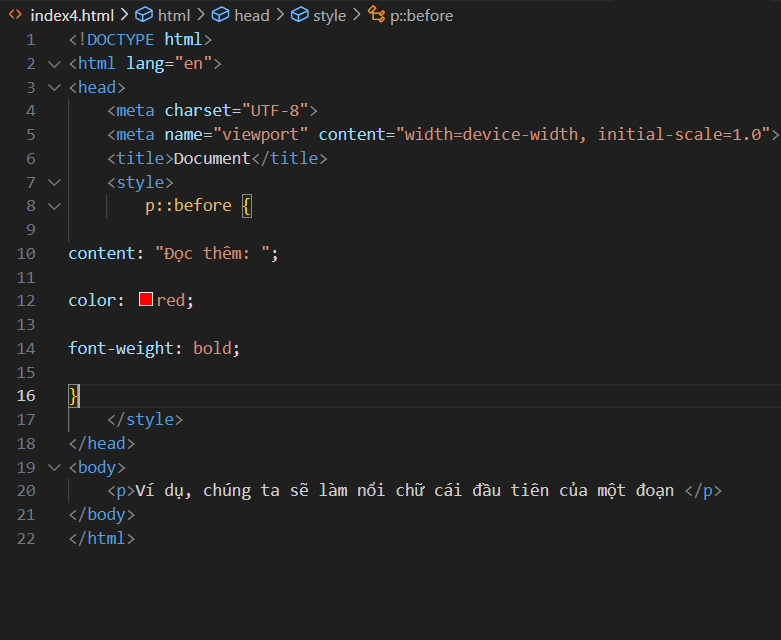 index4.html > html > head > style > p::before
1 <!DOCTYPE html>
2 <html lang="en">
3 <head>
4 <meta charset="UTF-8">
5 <meta name="viewport" content="width=device-width, initial-scale=1.0">
6 <title>Document</title>
7 <style>
8 p::before {
9
10 content: "Đọc thêm: ";
11
12 color: red;
13
14 font-weight: bold;
15
16 }
17 </style>
18 </head>
19 <body>
20 <p>Ví dụ, chúng ta sẽ làm nổi chữ cái đầu tiên của một đoạn </p>
21 </body>
22 </html>